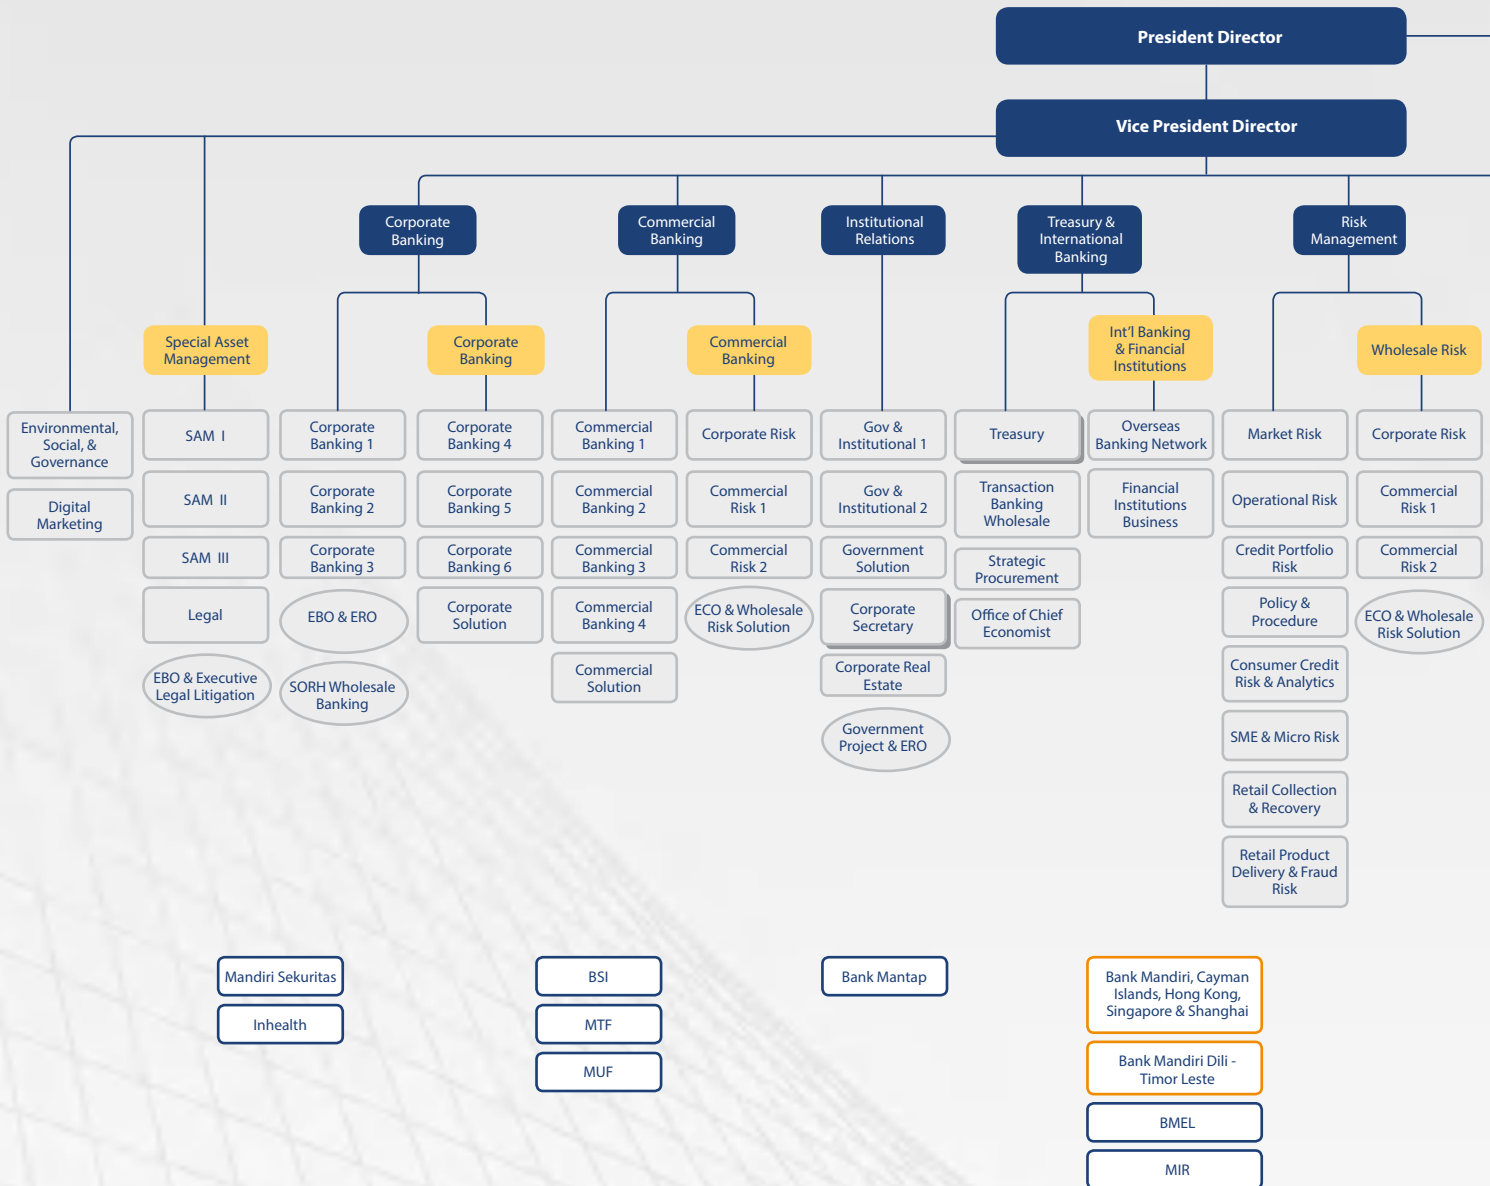 President Director
Vice President Director
Corporate
Banking
Commercial
Banking
Institutional
Relations
Treasury &
International
Banking
Risk
Management
Special Asset
Management
Corporate
Banking
Commercial
Banking
Int'l Banking
& Financial
Institutions
Wholesale Risk
Environmental,
Social, &
Governance
Digital
Marketing
SAM I
SAM II
SAM III
Legal
EBO & Executive
Legal Litigation
Corporate
Banking 1
Corporate
Banking 2
Corporate
Banking 3
EBO & ERO
SORH Wholesale
Banking
Corporate
Banking 4
Corporate
Banking 5
Corporate
Banking 6
Corporate
Solution
Commercial
Banking 1
Commercial
Banking 2
Commercial
Banking 3
Commercial
Banking 4
Commercial
Solution
Corporate Risk
Commercial
Risk 1
Commercial
Risk 2
ECO & Wholesale
Risk Solution
Gov &
Institutional 1
Gov &
Institutional 2
Government
Solution
Corporate
Secretary
Corporate Real
Estate
Government
Project & ERO
Treasury
Transaction
Banking
Wholesale
Strategic
Procurement
Office of Chief
Economist
Overseas
Banking Network
Financial
Institutions
Business
Market Risk
Operational Risk
Credit Portfolio
Risk
Policy &
Procedure
Consumer Credit
Risk & Analytics
SME & Micro Risk
Retail Collection
& Recovery
Retail Product
Delivery & Fraud
Risk
Corporate Risk
Commercial
Risk 1
Commercial
Risk 2
ECO & Wholesale
Risk Solution
Mandiri Sekuritas
Inhealth
BSI
MTF
MUF
Bank Mantap
Bank Mandiri, Cayman
Islands, Hong Kong,
Singapore & Shanghai
Bank Mandiri Dili -
Timor Leste
BMEL
MIR